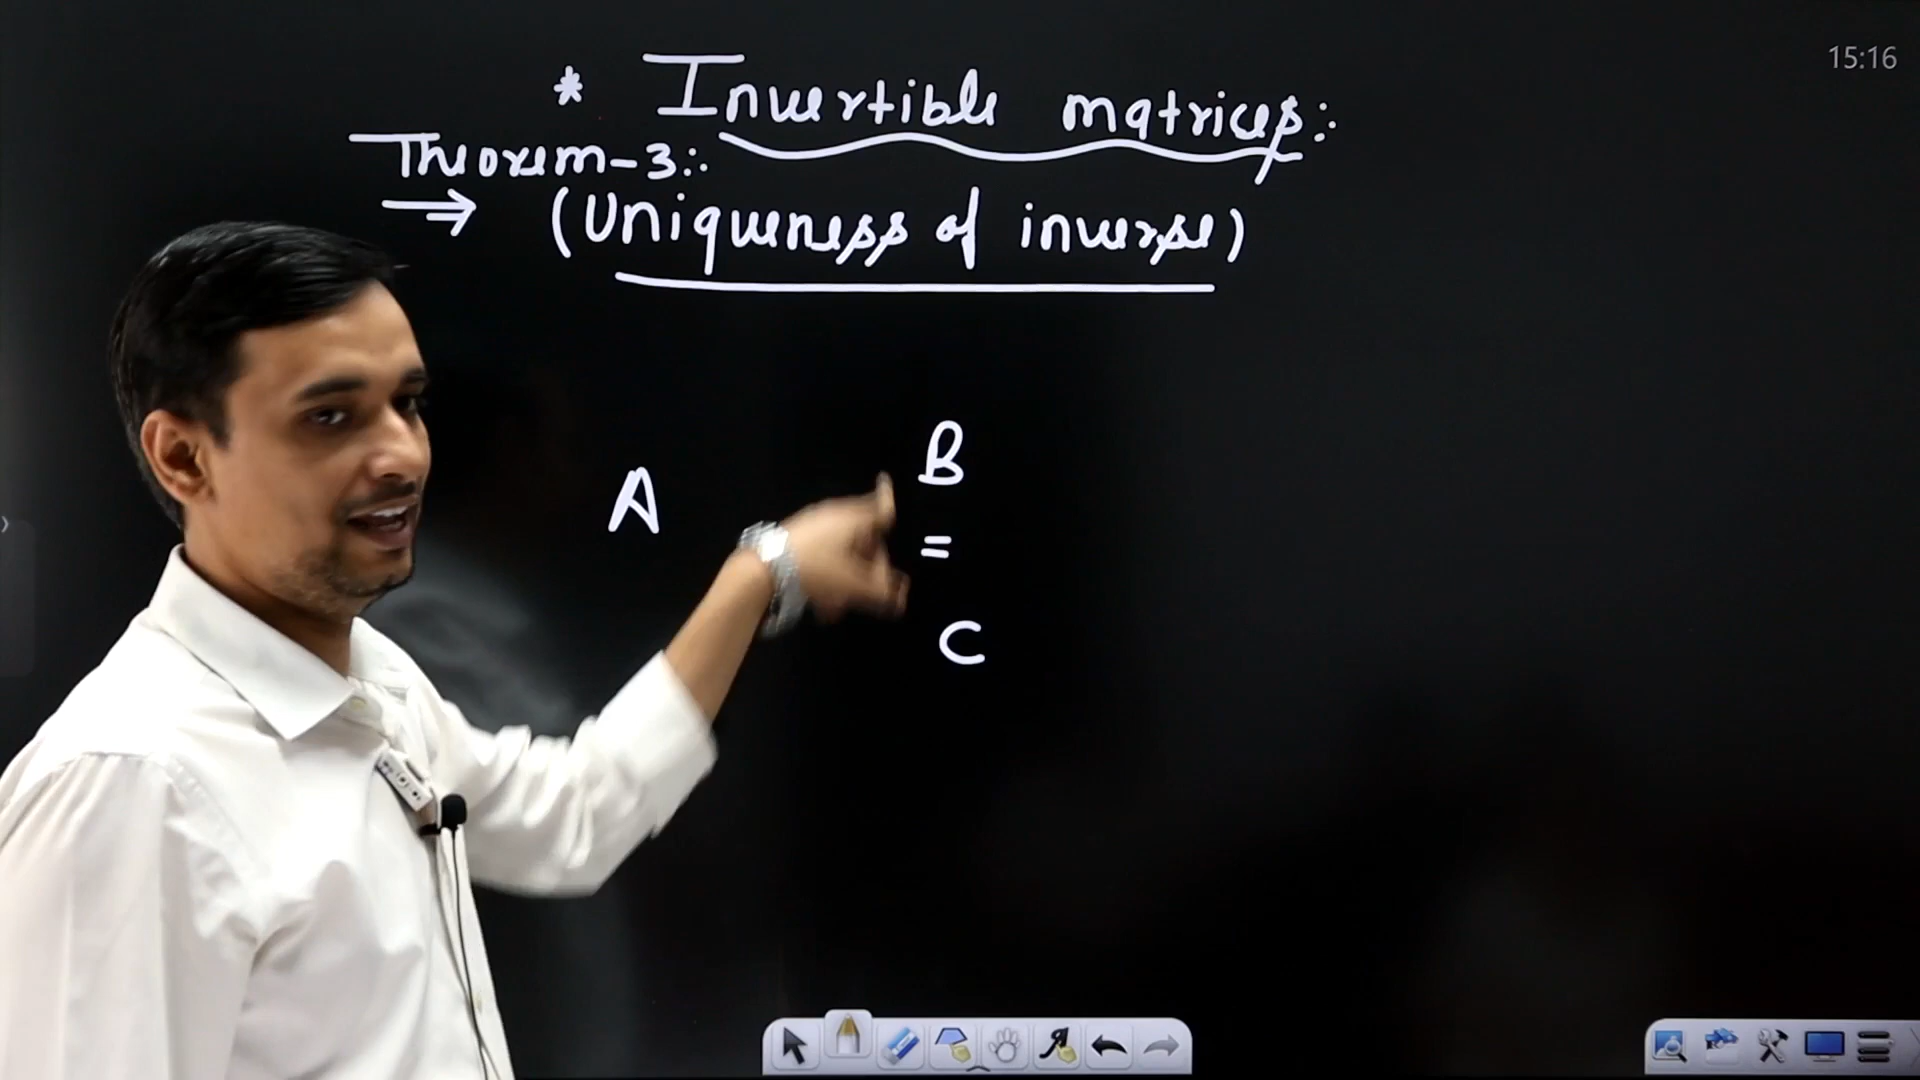 15:16
* Invertible matrices:
Theorem-3:
→ (Uniqueness of inverse)
A
B
=
C